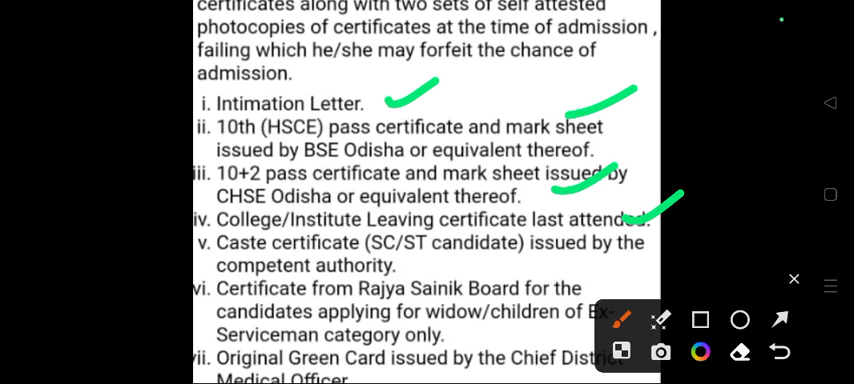 certificates along with two sets of self attested
photocopies of certificates at the time of admission ,
failing which he/she may forfeit the chance of
admission.
i. Intimation Letter.
ii. 10th (HSCE) pass certificate and mark sheet
issued by BSE Odisha or equivalent thereof.
iii. 10+2 pass certificate and mark sheet issued by
CHSE Odisha or equivalent thereof.
iv. College/Institute Leaving certificate last attended.
v. Caste certificate (SC/ST candidate) issued by the
competent authority.
vi. Certificate from Rajya Sainik Board for the
candidates applying for widow/children of Ex-
Serviceman category only.
vii. Original Green Card issued by the Chief District
Medical Officer